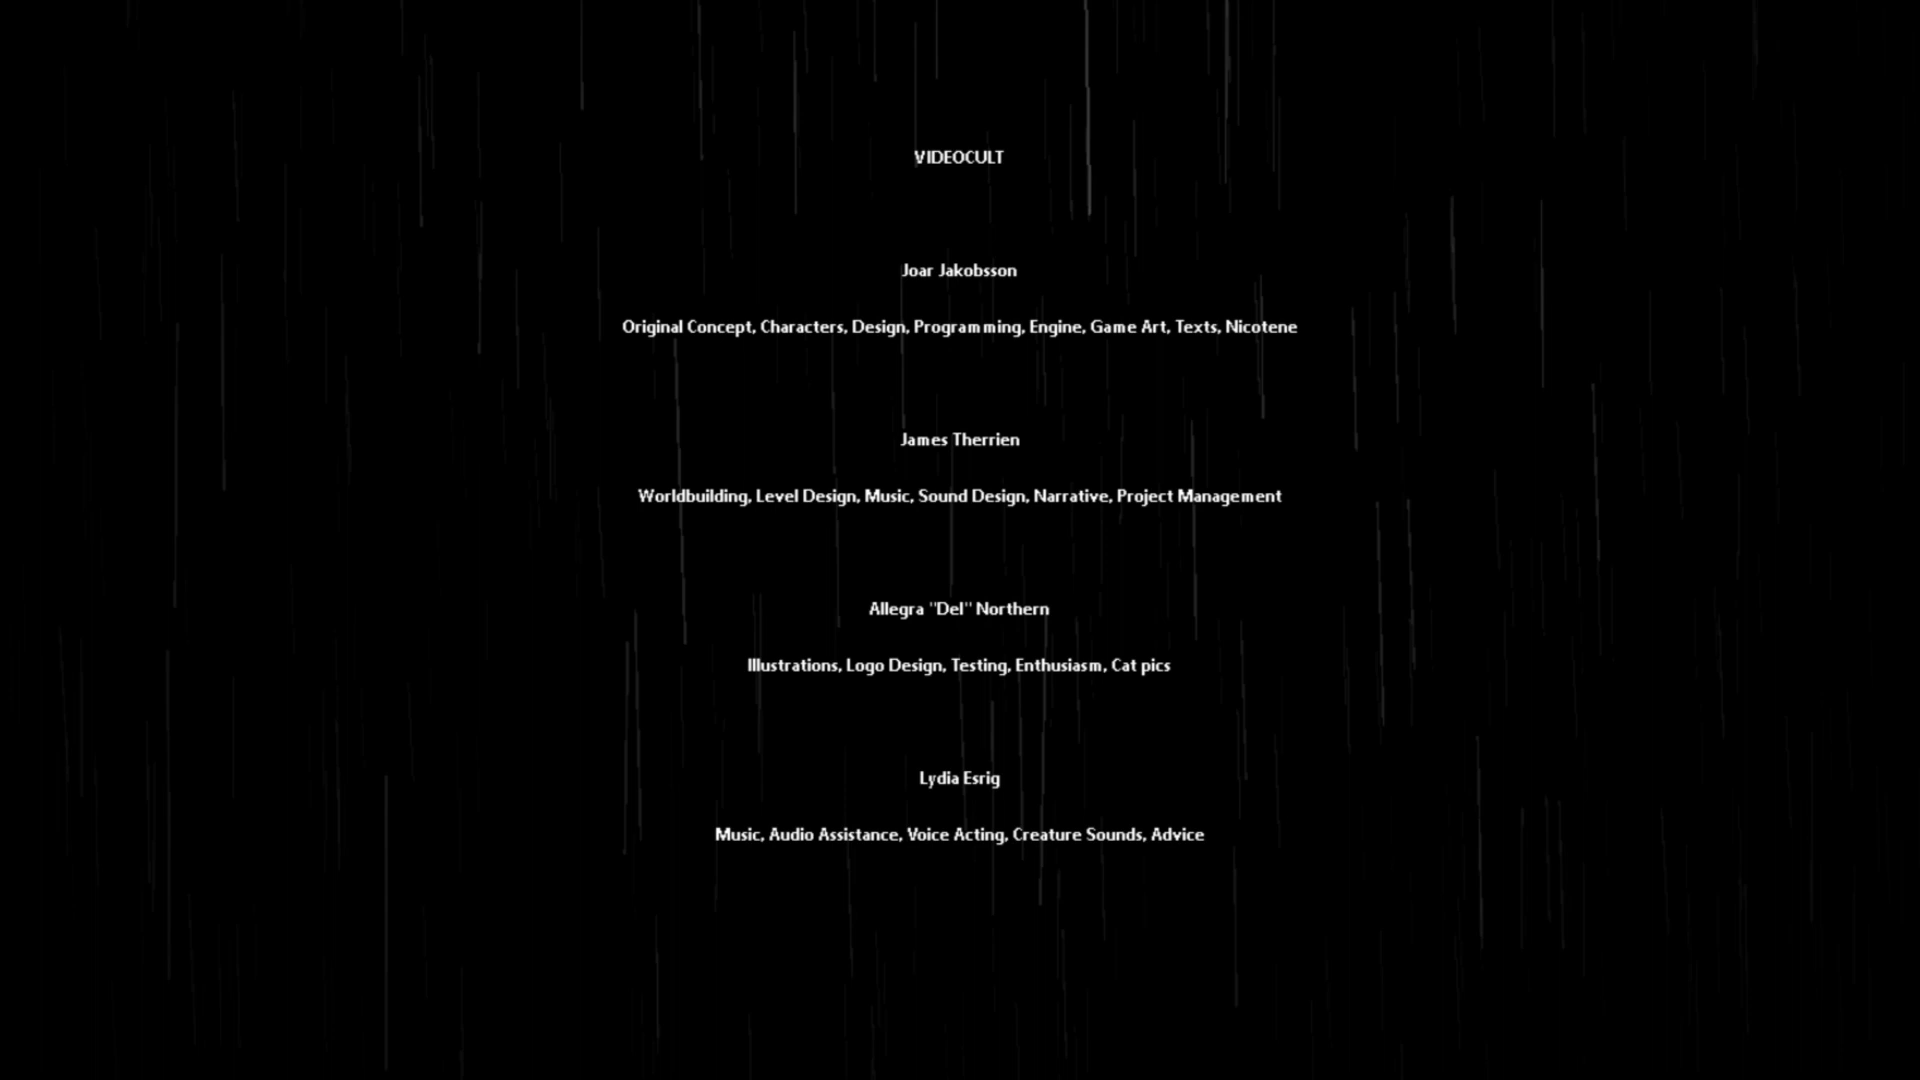 VIDEOCULT
Joar Jakobsson
Original Concept, Characters, Design, Programming, Engine, Game Art, Texts, Nicotene
James Therrien
Worldbuilding, Level Design, Music, Sound Design, Narrative, Project Management
Allegra "Del" Northern
Illustrations, Logo Design, Testing, Enthusiasm, Cat pics
Lydia Esrig
Music, Audio Assistance, Voice Acting, Creature Sounds, Advice